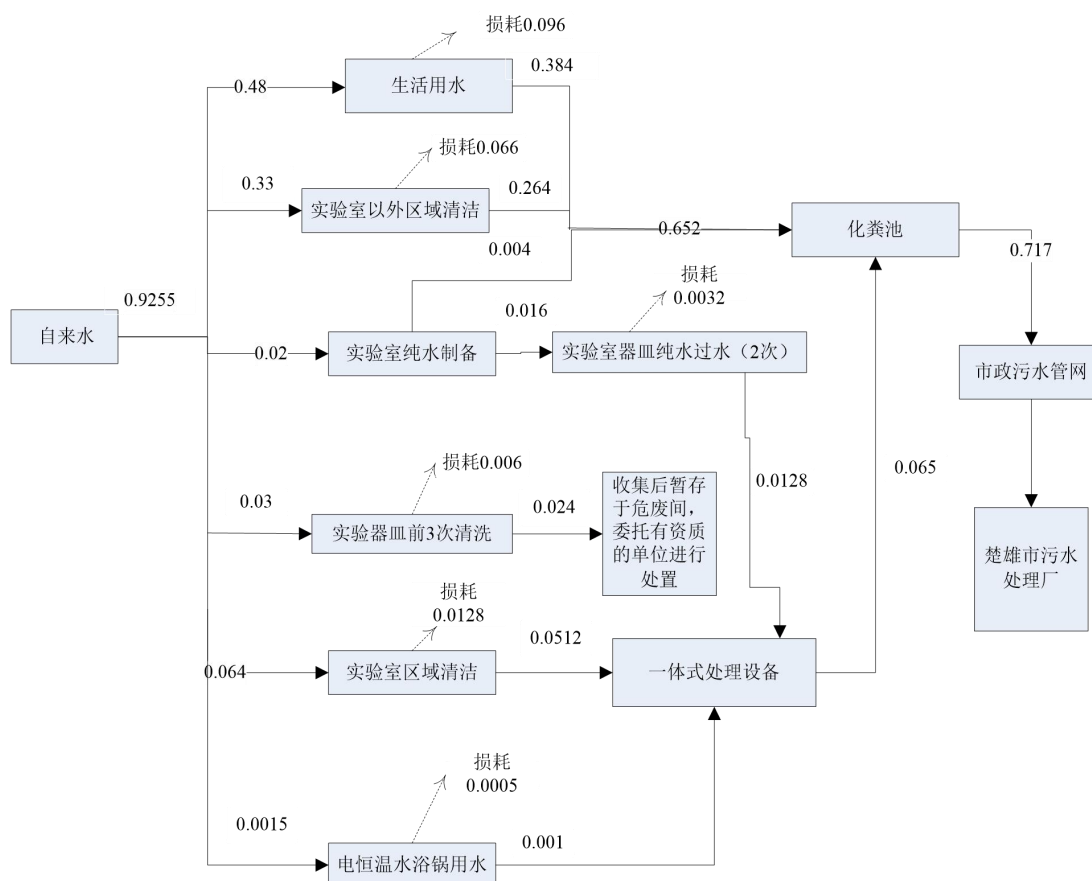 损耗0.096
0.48
生活用水
0.384
损耗0.066
0.33
实验室以外区域清洁
0.264
0.004
0.652
化粪池
0.717
自来水
0.9255
0.02
实验室纯水制备
0.016
损耗
0.0032
实验室器皿纯水过水（2次）
市政污水管网
0.0128
0.065
损耗0.006
0.03
实验器皿前3次清洗
0.024
收集后暂存
于危废间，
委托有资质
的单位进行
处置
楚雄市污水
处理厂
损耗
0.0128
0.064
实验室区域清洁
0.0512
一体式处理设备
损耗
0.0005
0.0015
电恒温水浴锅用水
0.001